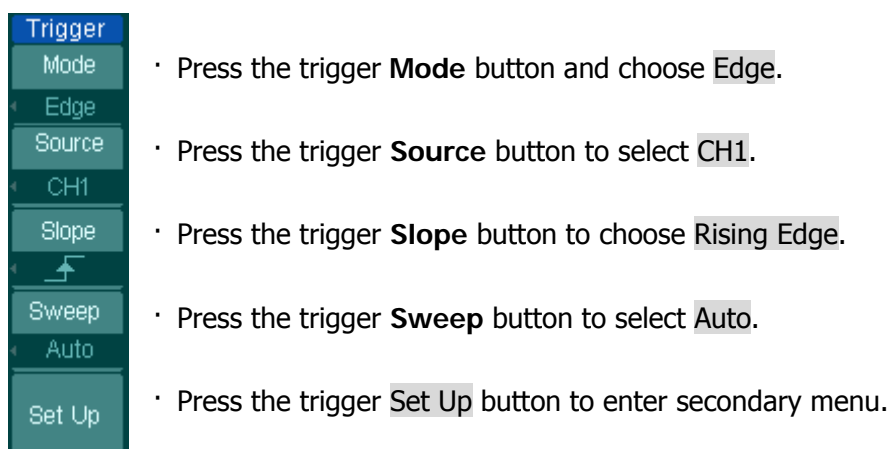 Trigger
Mode
· Press the trigger Mode button and choose Edge.
Edge
Source
· Press the trigger Source button to select CH1.
CH1
Slope
· Press the trigger Slope button to choose Rising Edge.
Sweep
· Press the trigger Sweep button to select Auto.
Auto
Set Up
· Press the trigger Set Up button to enter secondary menu.